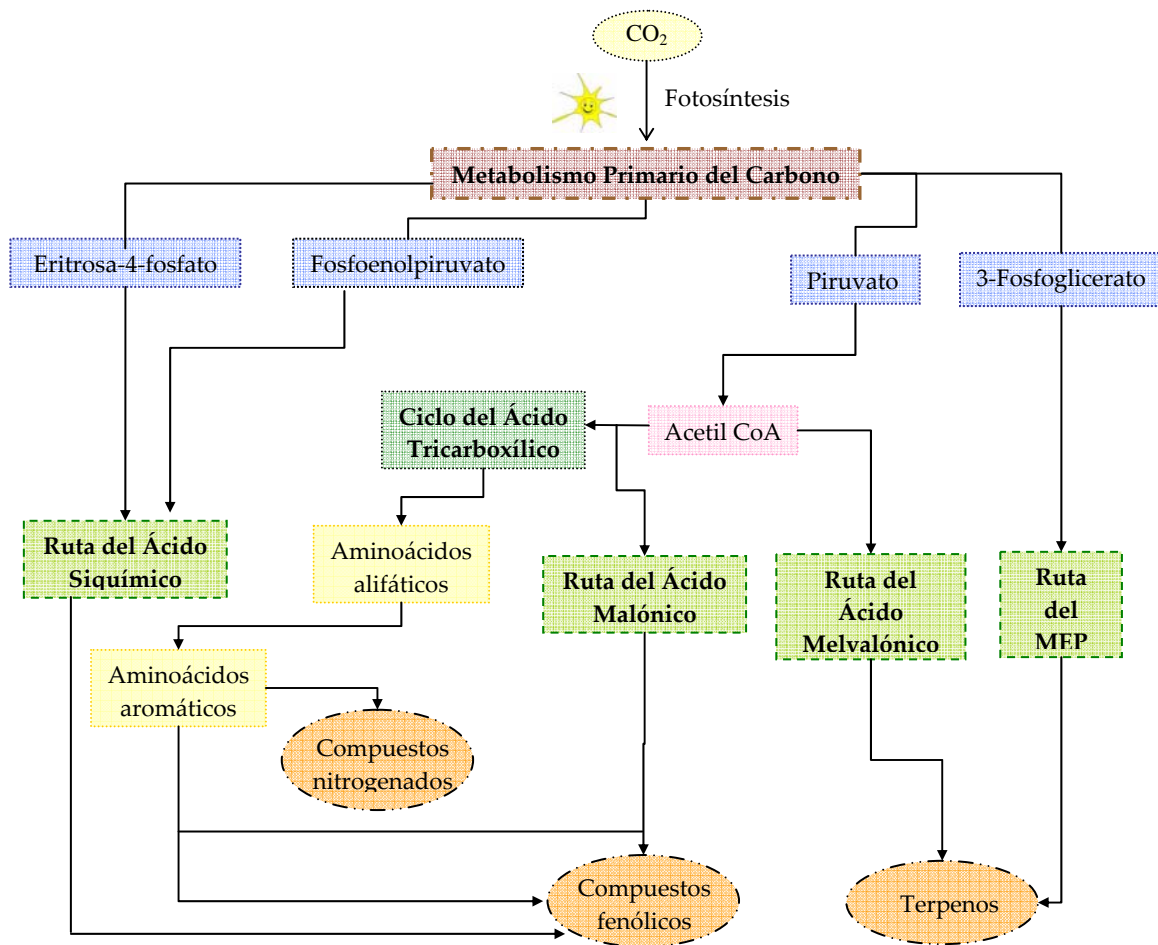 CO₂
Fotosíntesis
Metabolismo Primario del Carbono
Eritrosa-4-fosfato
Fosfoenolpiruvato
Piruvato
3-Fosfoglicerato
Ciclo del Ácido
Tricarboxílico
Acetil CoA
Ruta del Ácido
Siquímico
Aminoácidos
alifáticos
Ruta del Ácido
Malónico
Ruta del
Ácido
Melvalónico
Ruta
del
MEP
Aminoácidos
aromáticos
Compuestos
nitrogenados
Compuestos
fenólicos
Terpenos